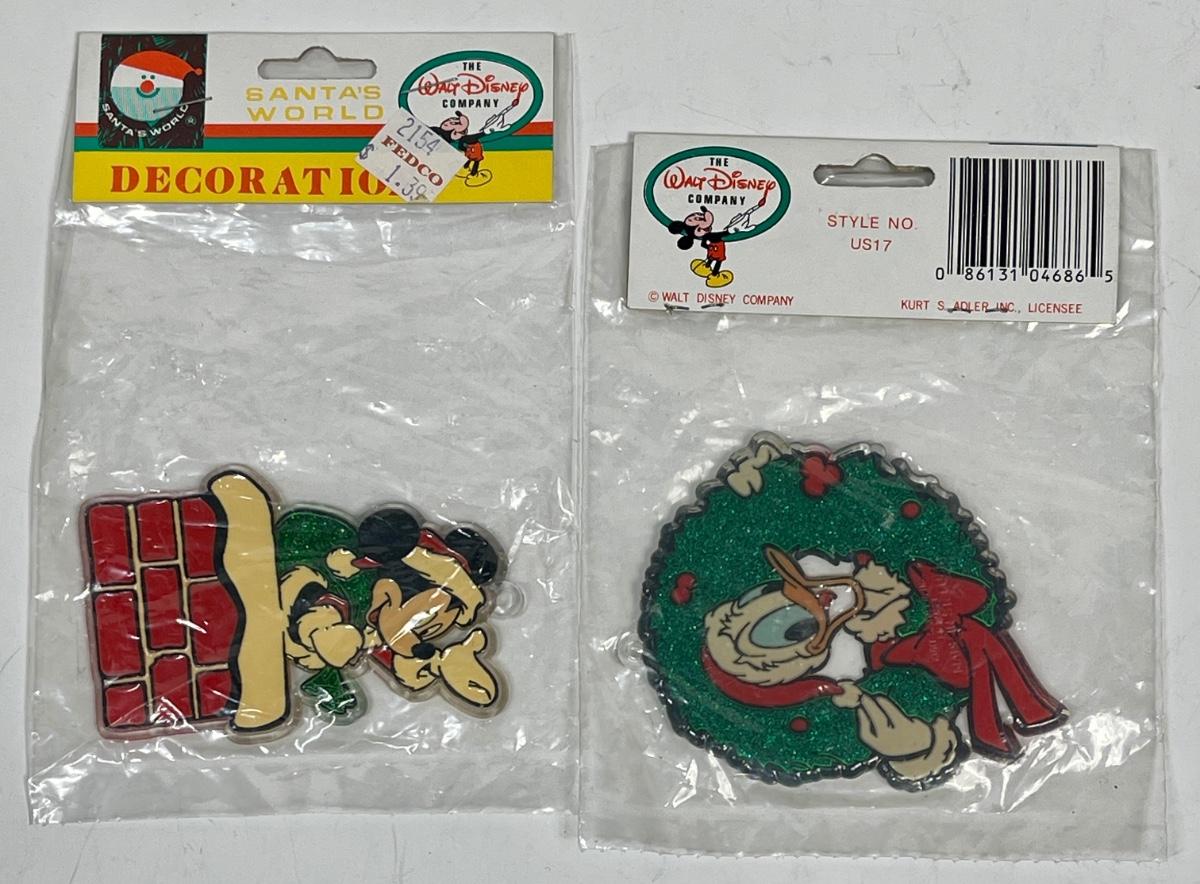 SANTA'S WORLD
SANTA'S
WORLD
THE
Walt Disney
COMPANY
2154
FEDCO
$ 1.39
DECORATIO
THE
Walt Disney
COMPANY
STYLE NO.
US17
0 86131 04686 5
© WALT DISNEY COMPANY
KURT S. ADLER INC., LICENSEE